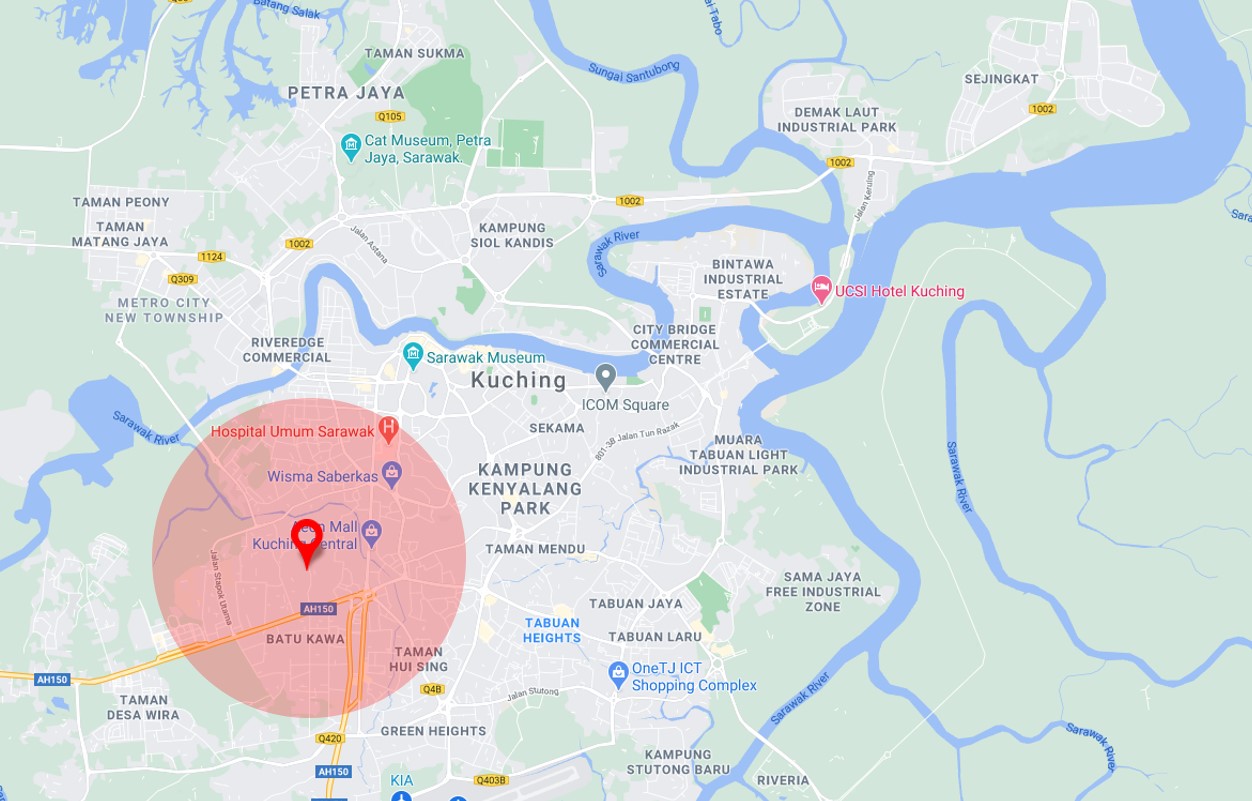 Batang Salak
TAMAN SUKMA
PETRA JAYA
Q105
Cat Museum, Petra
Jaya, Sarawak.
Sungai Santubong
SEJINGKAT
1002
DEMAK LAUT
INDUSTRIAL PARK
1002
Jalan Keruing
TAMAN PEONY
TAMAN
MATANG JAYA
1002
1124
Q309
METRO CITY
NEW TOWNSHIP
Jalan Astana
1002
KAMPUNG
SIOL KANDIS
Sarawak River
BINTAWA
INDUSTRIAL
ESTATE
UCSI Hotel Kuching
CITY BRIDGE
COMMERCIAL
CENTRE
RIVEREDGE
COMMERCIAL
Sarawak Museum
Kuching
ICOM Square
Sarawak River
Hospital Umum Sarawak
SEKAMA
801-3B Jalan Tun Razak
MUARA
TABUAN LIGHT
INDUSTRIAL PARK
Wisma Saberkas
KAMPUNG
KENYALANG
PARK
Sarawak River
Aeon Mall
Kuching Central
TAMAN MENDU
Jalan Stapok Utama
SAMA JAYA
FREE INDUSTRIAL
ZONE
AH150
TABUAN JAYA
TABUAN
HEIGHTS
TABUAN LARU
BATU KAWA
TAMAN
HUI SING
AH150
OneTJ ICT
Shopping Complex
Q4B
Jalan Stutong
Sarawak River
TAMAN
DESA WIRA
GREEN HEIGHTS
Q420
Sarawak River
KAMPUNG
STUTONG BARU
AH150
KIA
Q403B
RIVERIA